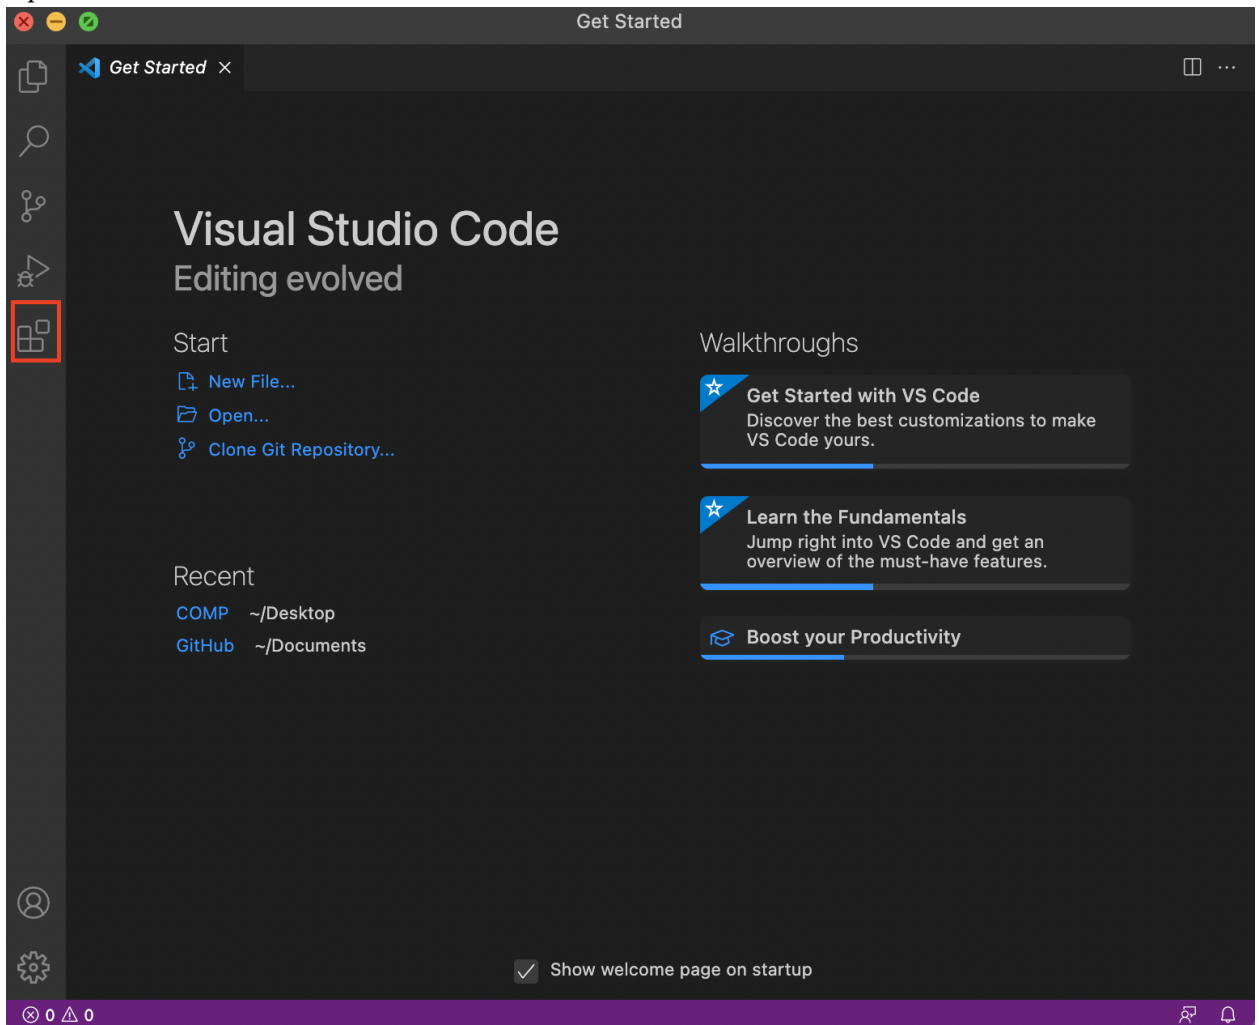 Get Started
Get Started
Visual Studio Code
Editing evolved
Start
New File...
Open...
Clone Git Repository...
Recent
COMP ~/Desktop
GitHub ~/Documents
Walkthroughs
Get Started with VS Code
Discover the best customizations to make
VS Code yours.
Learn the Fundamentals
Jump right into VS Code and get an
overview of the must-have features.
Boost your Productivity
Show welcome page on startup
0 0